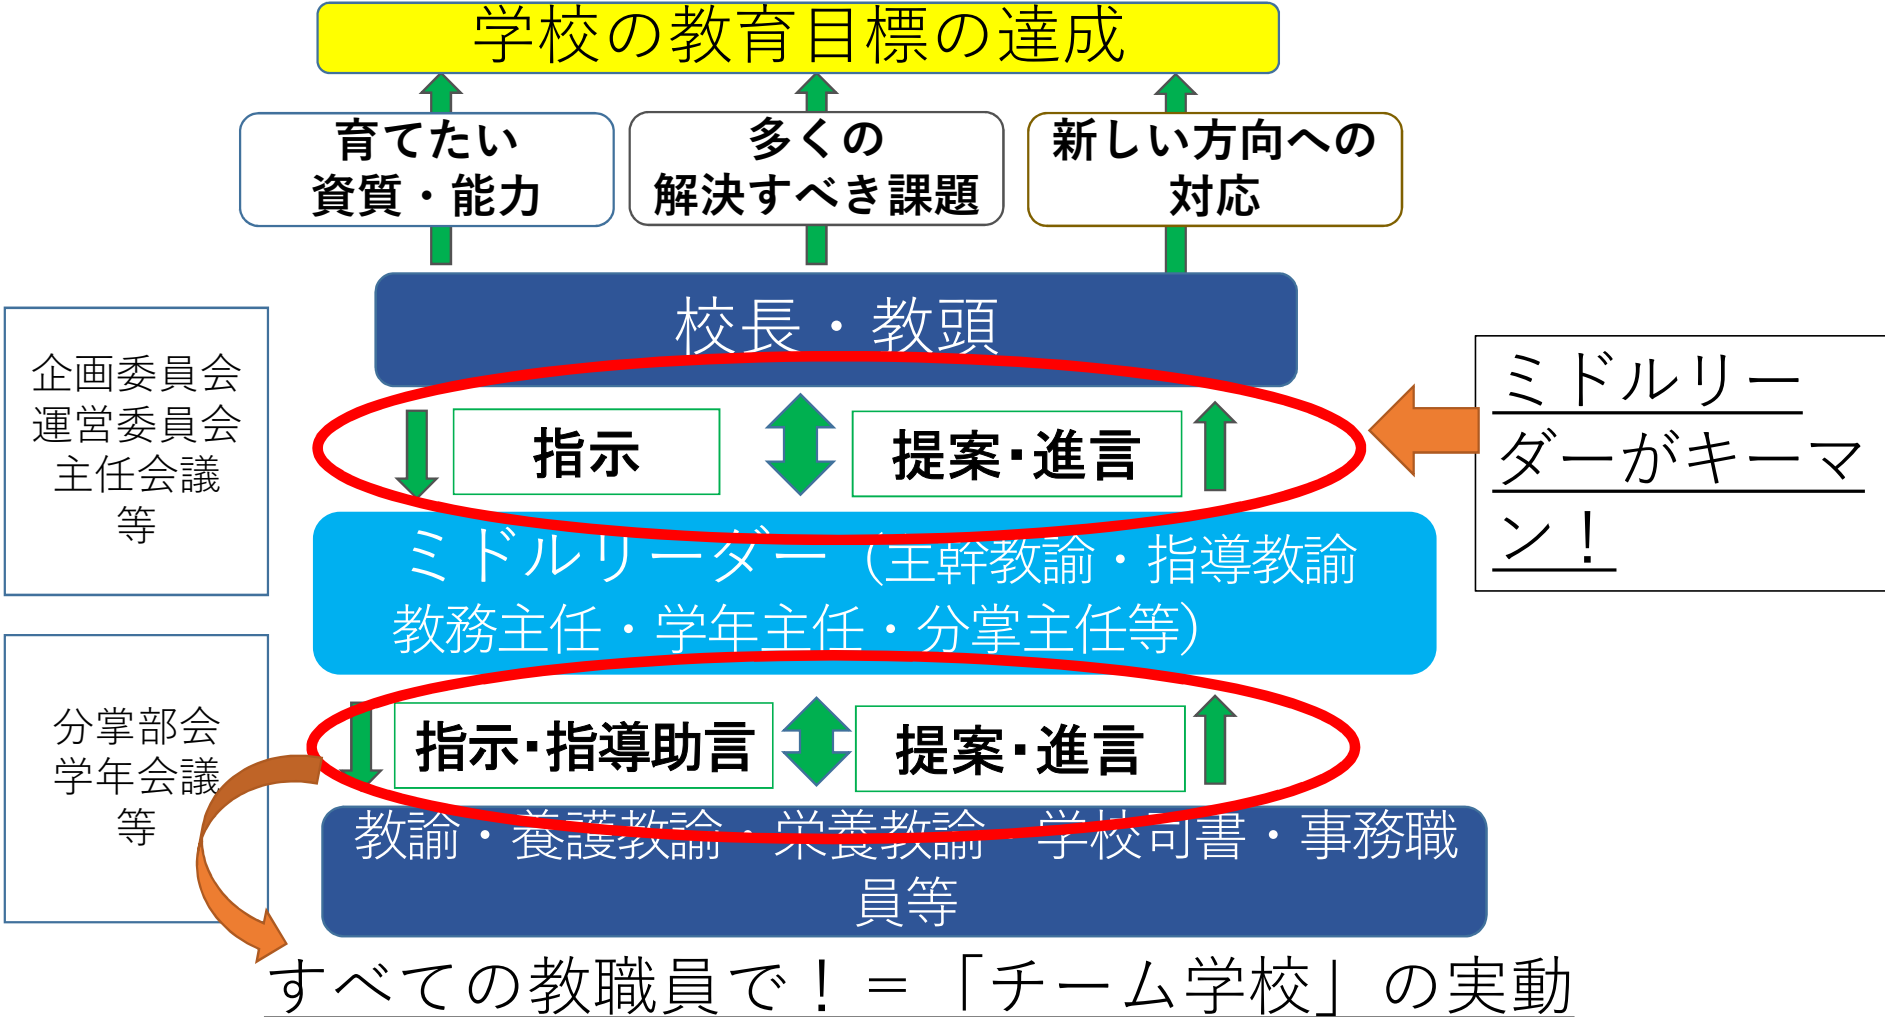 学校の教育目標の達成
育てたい
資質・能力
多くの
解決すべき課題
新しい方向への
対応
校長・教頭
企画委員会
運営委員会
主任会議
等
指示
提案・進言
ミドルリー
ダーがキーマ
ン！
ミドルリーダー（主幹教諭・指導教諭
教務主任・学年主任・分掌主任等）
分掌部会
学年会議
等
指示・指導助言
提案・進言
教諭・養護教諭・栄養教諭・学校司書・事務職
員等
すべての教職員で！＝「チーム学校」の実動